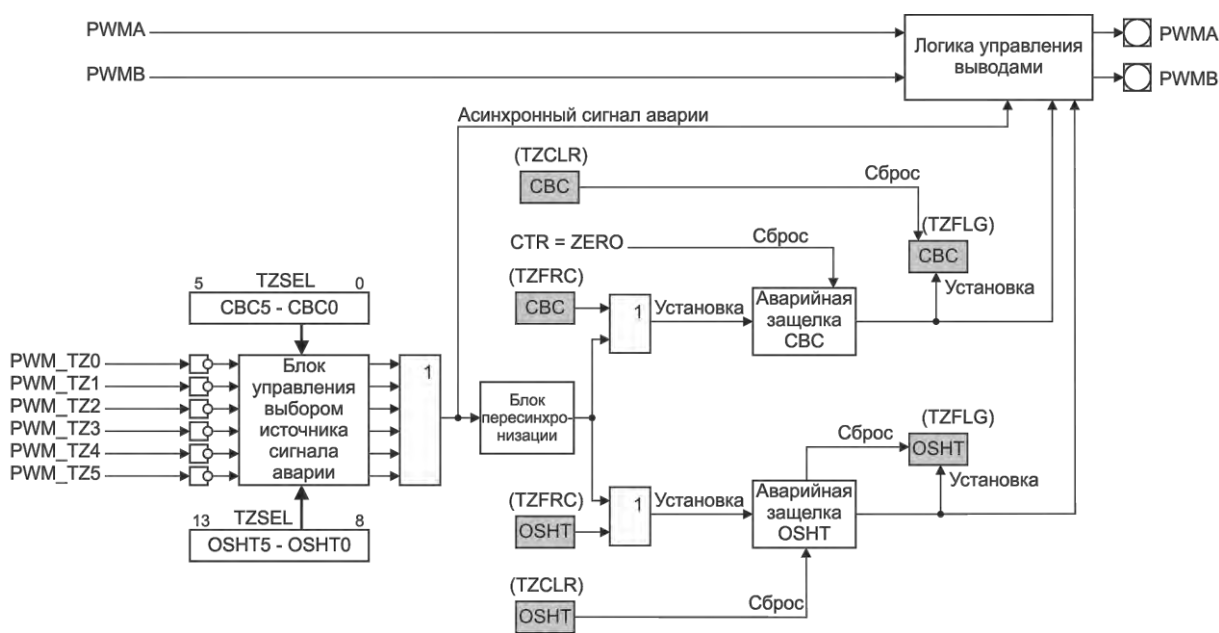 PWMA
PWMB
Логика управления
выводами
PWMA
PWMB
Асинхронный сигнал аварии
(TZCLR)
CBC
Сброс
(TZFLG)
CBC
Установка
CTR = ZERO
Сброс
(TZFRC)
CBC
1
Установка
Аварийная
защелка
CBC
5 TZSEL 0
CBC5 - CBC0
PWM_TZ0
PWM_TZ1
PWM_TZ2
PWM_TZ3
PWM_TZ4
PWM_TZ5
Блок
управления
выбором
источника
сигнала
аварии
1
Блок
пересинхро-
низации
13 TZSEL 8
OSHT5 - OSHT0
(TZFRC)
OSHT
1
Установка
Аварийная
защелка
OSHT
Сброс
(TZFLG)
OSHT
Установка
(TZCLR)
OSHT
Сброс